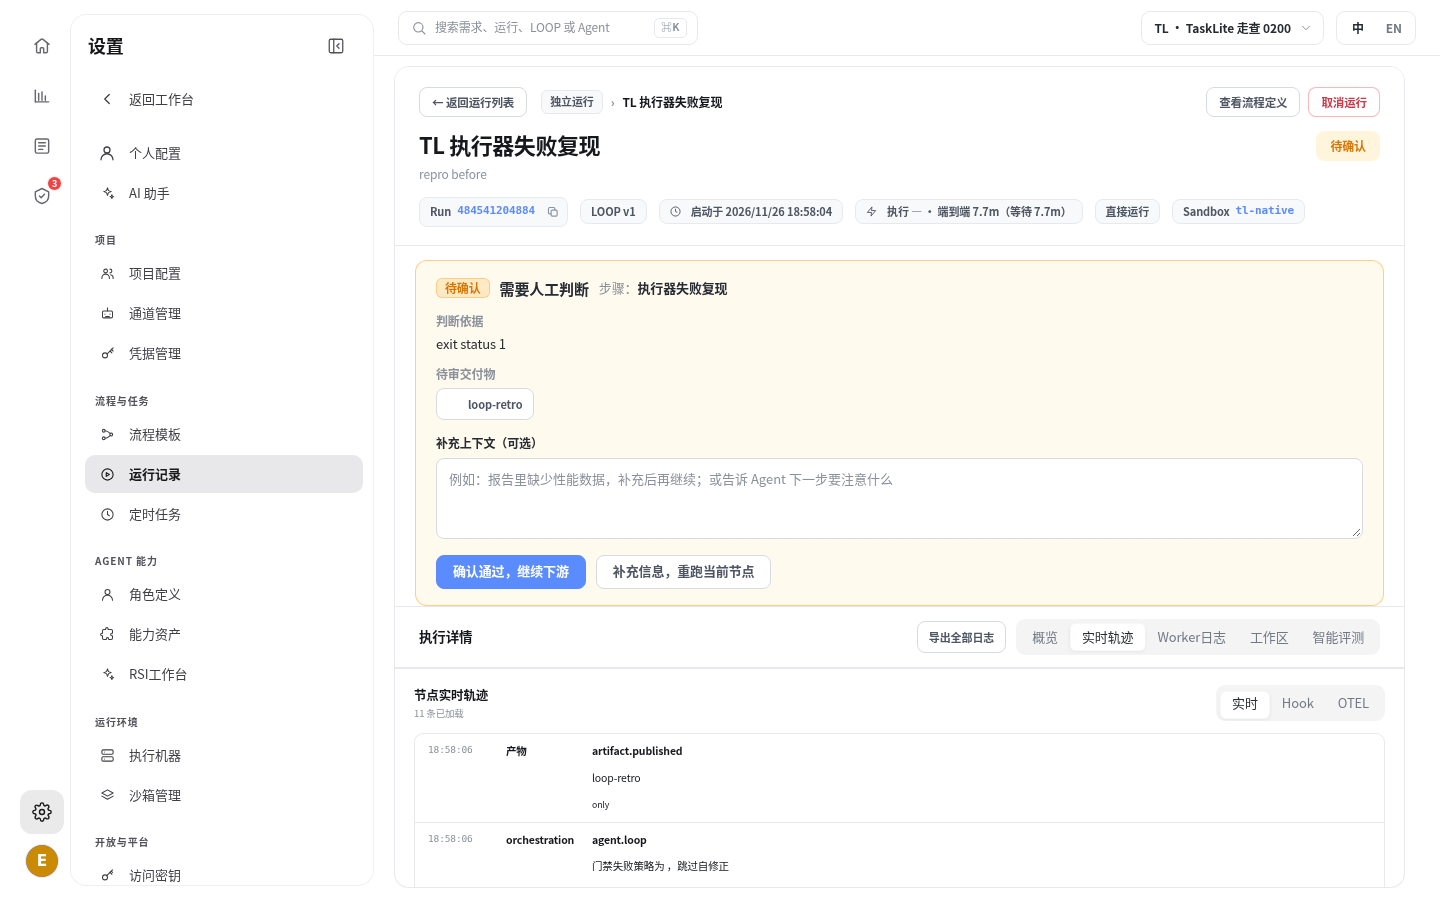 搜索需求、运行、LOOP 或 Agent
⌘K
TL · TaskLite 走查 0200
中
EN
设置
返回工作台
个人配置
AI 助手
项目
项目配置
通道管理
凭据管理
流程与任务
流程模板
运行记录
定时任务
AGENT 能力
角色定义
能力资产
RSI工作台
运行环境
执行机器
沙箱管理
开放与平台
访问密钥
3
E
← 返回运行列表
独立运行
› TL 执行器失败复现
查看流程定义
取消运行
TL 执行器失败复现
待确认
repro before
Run 484541204884
LOOP v1
启动于 2026/11/26 18:58:04
执行 — · 端到端 7.7m（等待 7.7m）
直接运行
Sandbox tl-native
待确认 需要人工判断 步骤：执行器失败复现
判断依据
exit status 1
待审交付物
loop-retro
补充上下文（可选）
例如：报告里缺少性能数据，补充后再继续；或告诉 Agent 下一步要注意什么
确认通过，继续下游
补充信息，重跑当前节点
执行详情
导出全部日志
概览
实时轨迹
Worker日志
工作区
智能评测
节点实时轨迹
11 条已加载
实时
Hook
OTEL
18:58:06 产物 artifact.published
loop-retro
only
18:58:06 orchestration agent.loop
门禁失败策略为 ，跳过自修正